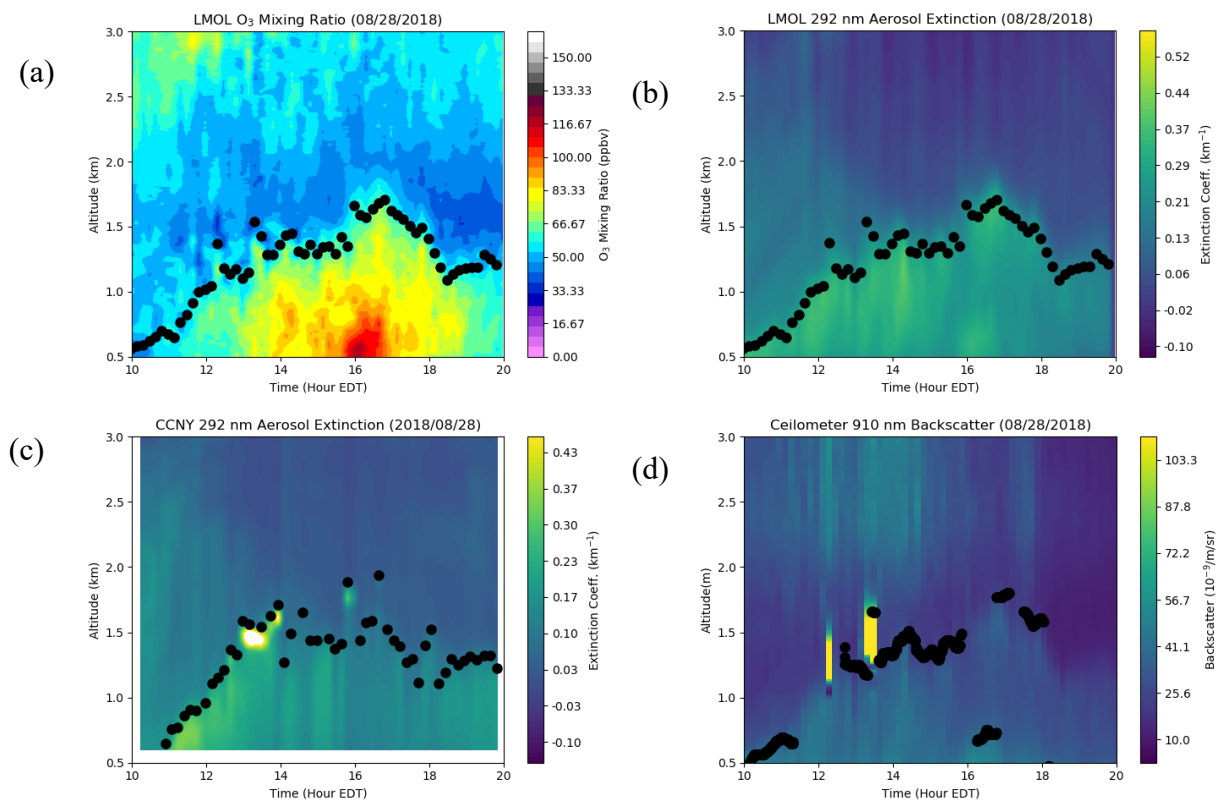 (a)
LMOL O₃ Mixing Ratio (08/28/2018)
3.0
2.5
2.0
1.5
1.0
0.5
Altitude (km)
10 12 14 16 18 20
Time (Hour EDT)
150.00
133.33
116.67
100.00
83.33
66.67
50.00
33.33
16.67
0.00
O₃ Mixing Ratio (ppbv)
(b)
LMOL 292 nm Aerosol Extinction (08/28/2018)
3.0
2.5
2.0
1.5
1.0
0.5
Altitude (km)
10 12 14 16 18 20
Time (Hour EDT)
0.52
0.44
0.37
0.29
0.21
0.13
0.06
-0.02
-0.10
Extinction Coeff. (km⁻¹)
(c)
CCNY 292 nm Aerosol Extinction (2018/08/28)
3.0
2.5
2.0
1.5
1.0
0.5
Altitude (km)
10 12 14 16 18 20
Time (Hour EDT)
0.43
0.37
0.30
0.23
0.17
0.10
0.03
-0.03
-0.10
Extinction Coeff. (km⁻¹)
(d)
Ceilometer 910 nm Backscatter (08/28/2018)
3.0
2.5
2.0
1.5
1.0
0.5
Altitude(m)
10 12 14 16 18 20
Time (Hour EDT)
103.3
87.8
72.2
56.7
41.1
25.6
10.0
Backscatter (10⁻⁹/m/sr)